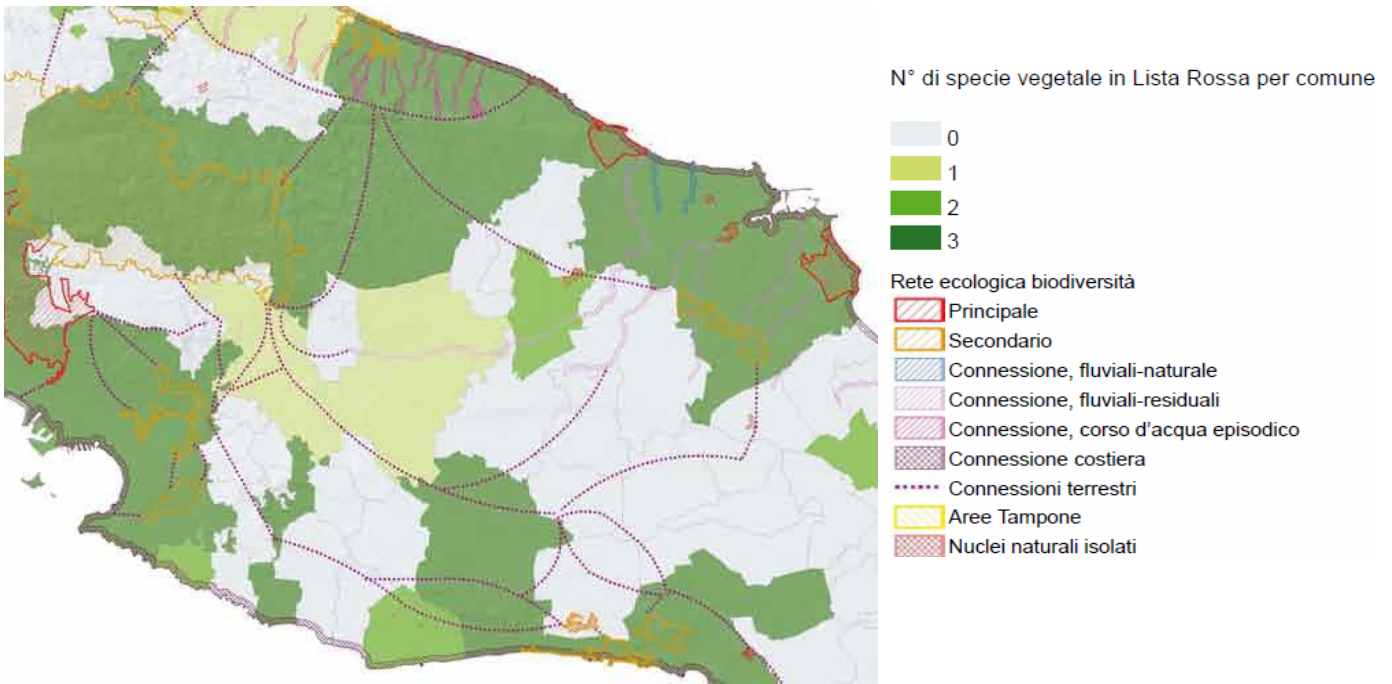 N° di specie vegetale in Lista Rossa per comune
0
1
2
3
Rete ecologica biodiversità
Principale
Secondario
Connessione, fluviali-naturale
Connessione, fluviali-residuali
Connessione, corso d'acqua episodico
Connessione costiera
Connessioni terrestri
Aree Tampone
Nuclei naturali isolati